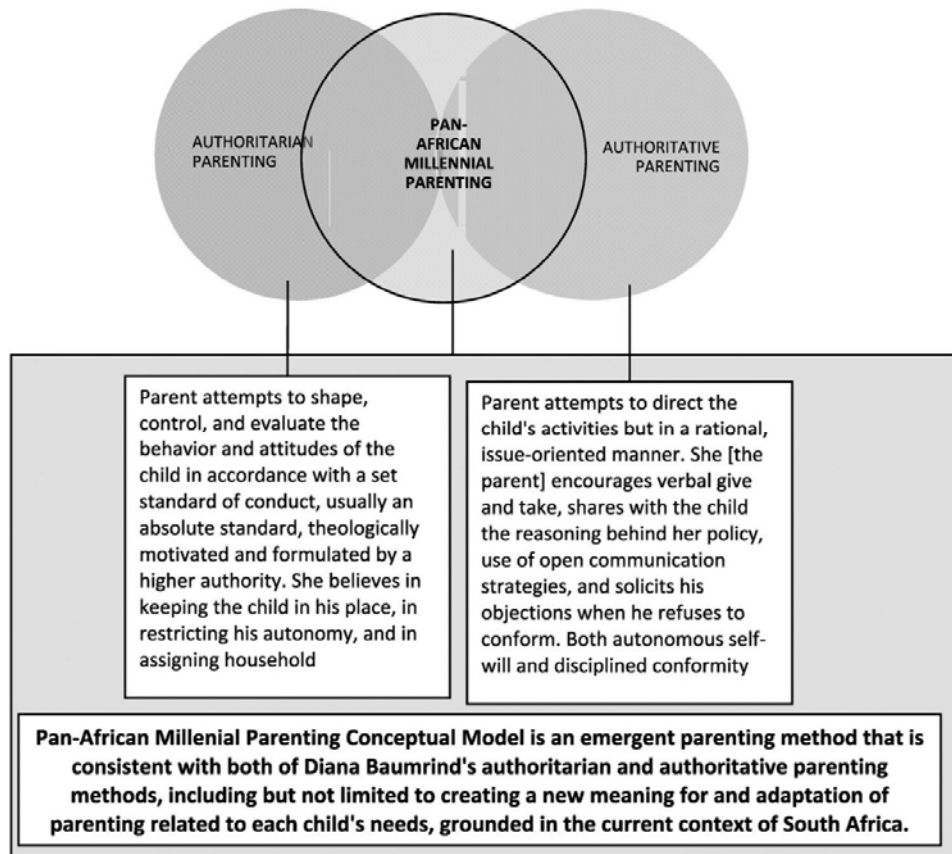 AUTHORITARIAN
PARENTING
PAN-
AFRICAN
MILLENNIAL
PARENTING
AUTHORITATIVE
PARENTING
Parent attempts to shape,
control, and evaluate the
behavior and attitudes of the
child in accordance with a set
standard of conduct, usually an
absolute standard, theologically
motivated and formulated by a
higher authority. She believes in
keeping the child in his place, in
restricting his autonomy, and in
assigning household
Parent attempts to direct the
child's activities but in a rational,
issue-oriented manner. She [the
parent] encourages verbal give
and take, shares with the child
the reasoning behind her policy,
use of open communication
strategies, and solicits his
objections when he refuses to
conform. Both autonomous self-
will and disciplined conformity
Pan-African Millenial Parenting Conceptual Model is an emergent parenting method that is
consistent with both of Diana Baumrind's authoritarian and authoritative parenting
methods, including but not limited to creating a new meaning for and adaptation of
parenting related to each child's needs, grounded in the current context of South Africa.